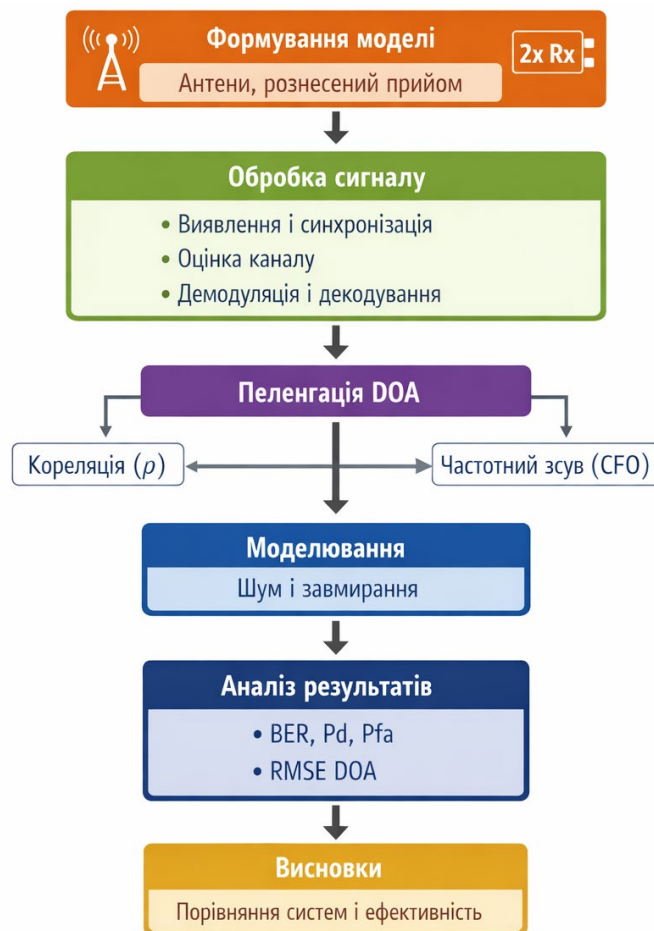 Формування моделі
2x Rx
Антени, рознесений прийом
Обробка сигналу
• Виявлення і синхронізація
• Оцінка каналу
• Демодуляція і декодування
Пеленгація DOA
Кореляція (ρ)
Частотний зсув (CFO)
Моделювання
Шум і завмирання
Аналіз результатів
• BER, Pd, Pfa
• RMSE DOA
Висновки
Порівняння систем і ефективність